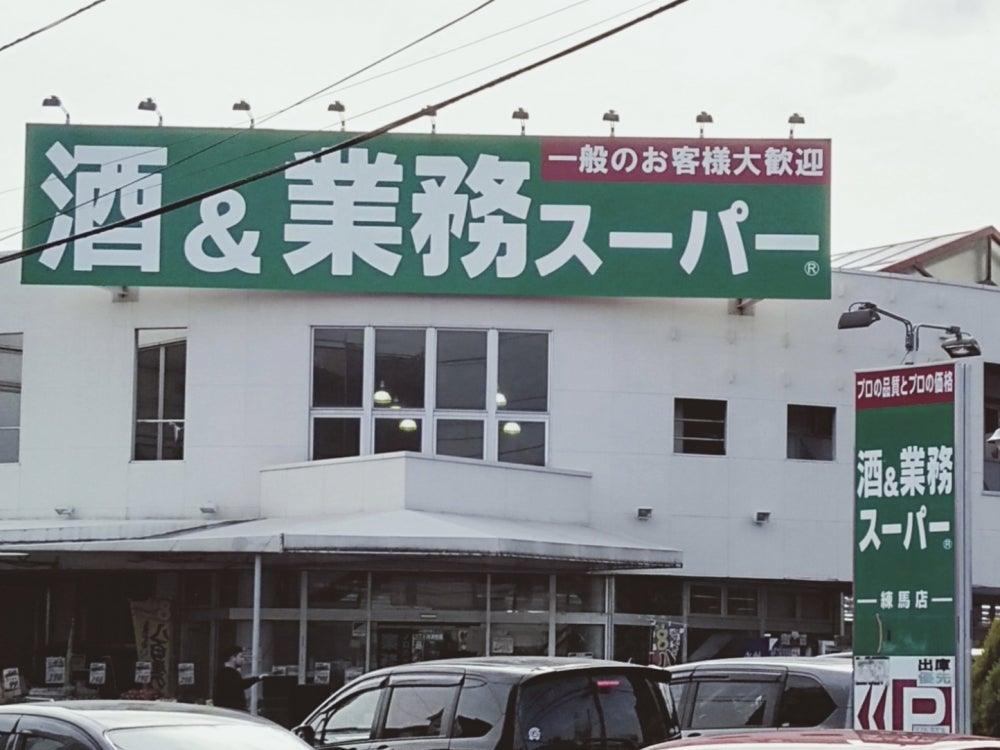 一般のお客様大歓迎
酒&業務スーパー®
プロの品質とプロの価格
酒&業務
スーパー®
練馬店
出庫
優先
P